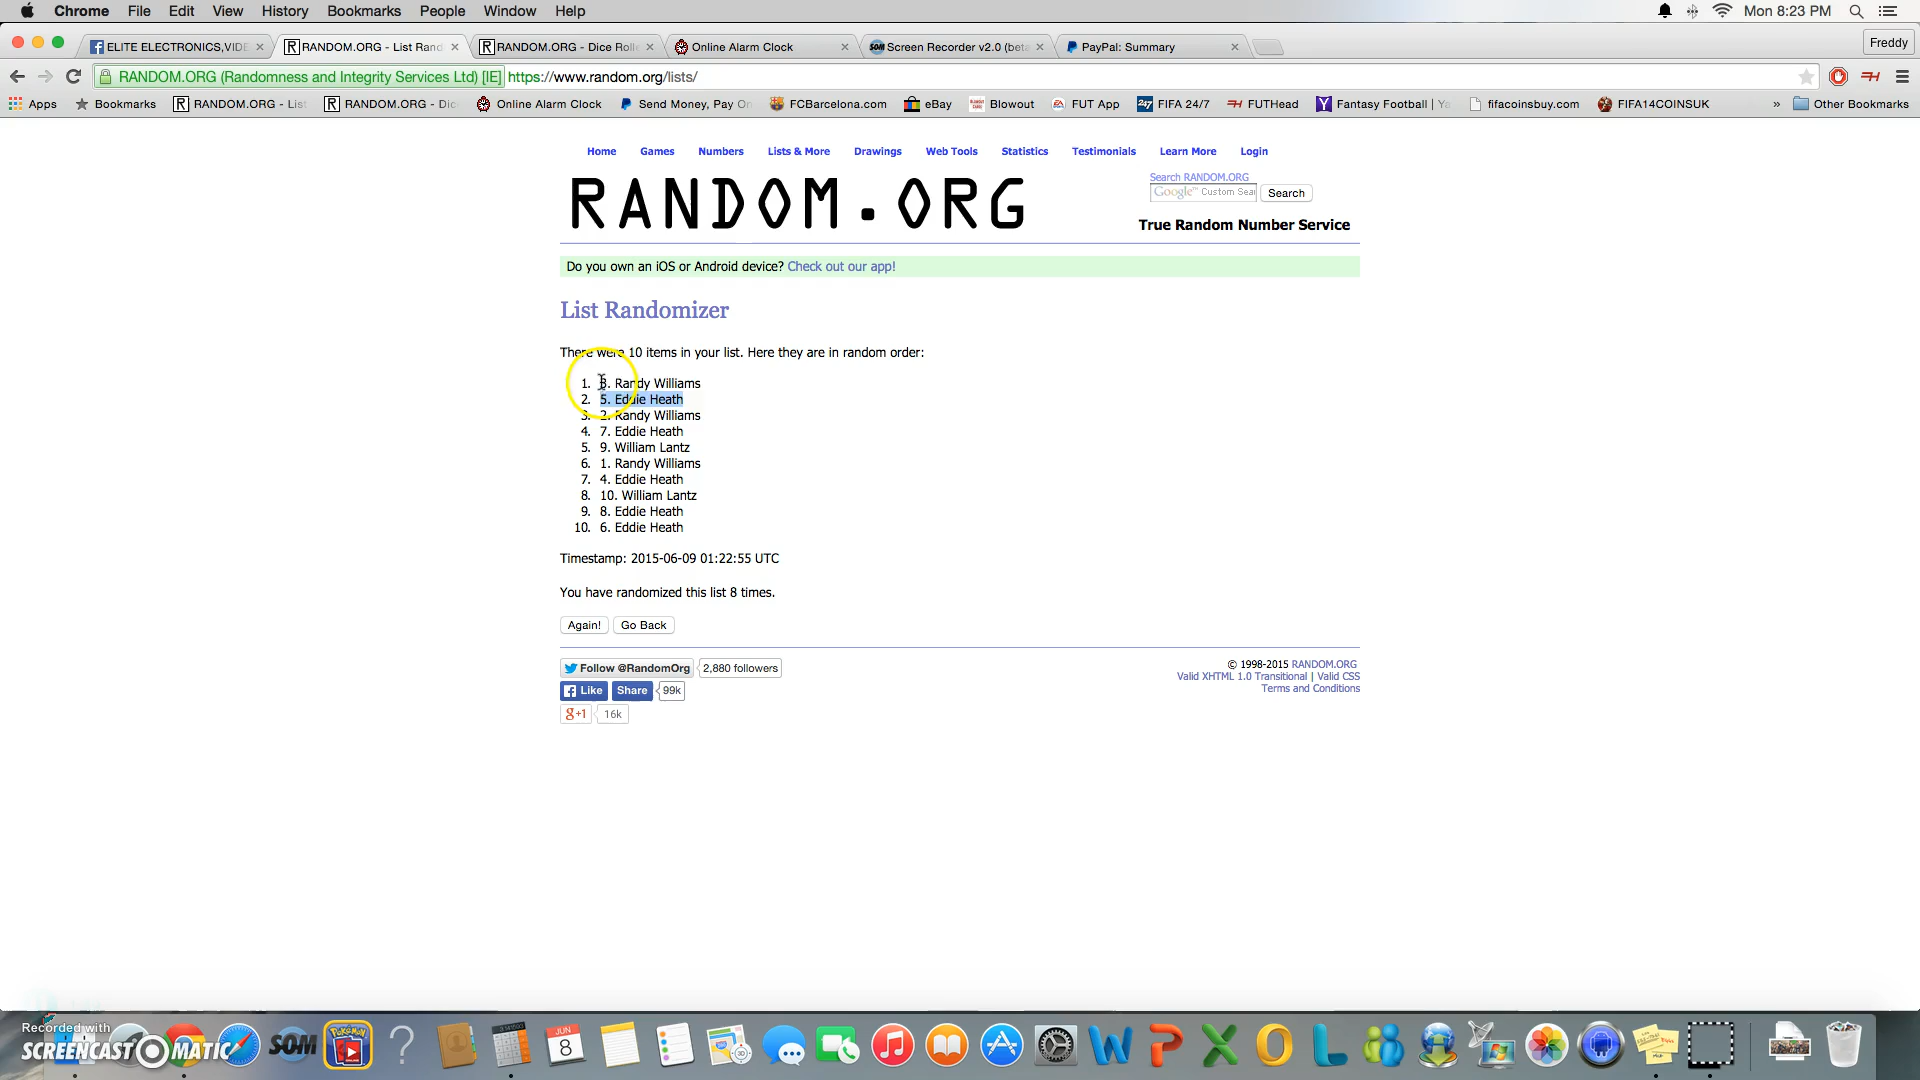 Chrome File Edit View History Bookmarks People Window Help Mon 8:23 PM
ELITE ELECTRONICS,VIDE RANDOM.ORG - List Rand RANDOM.ORG - Dice Rolle Online Alarm Clock Screen Recorder v2.0 (beta PayPal: Summary Freddy
RANDOM.ORG (Randomness and Integrity Services Ltd) [IE] https://www.random.org/lists/
Apps Bookmarks RANDOM.ORG - List RANDOM.ORG - Dic Online Alarm Clock Send Money, Pay On FCBarcelona.com eBay Blowout FUT App FIFA 24/7 FUTHead Fantasy Football | Ya fifacoinsbuy.com FIFA14COINSUK » Other Bookmarks
Home Games Numbers Lists & More Drawings Web Tools Statistics Testimonials Learn More Login
RANDOM.ORG
Search RANDOM.ORG
Google™ Custom Sear Search
True Random Number Service
Do you own an iOS or Android device? Check out our app!
List Randomizer
There were 10 items in your list. Here they are in random order:
1. 3. Randy Williams
2. 5. Eddie Heath
3. 2. Randy Williams
4. 7. Eddie Heath
5. 9. William Lantz
6. 1. Randy Williams
7. 4. Eddie Heath
8. 10. William Lantz
9. 8. Eddie Heath
10. 6. Eddie Heath
Timestamp: 2015-06-09 01:22:55 UTC
You have randomized this list 8 times.
Again! Go Back
Follow @RandomOrg 2,880 followers
Like Share 99k
g+1 16k
© 1998-2015 RANDOM.ORG
Valid XHTML 1.0 Transitional | Valid CSS
Terms and Conditions
Recorded with
SCREENCAST O MATIC
SOM
JUN
8